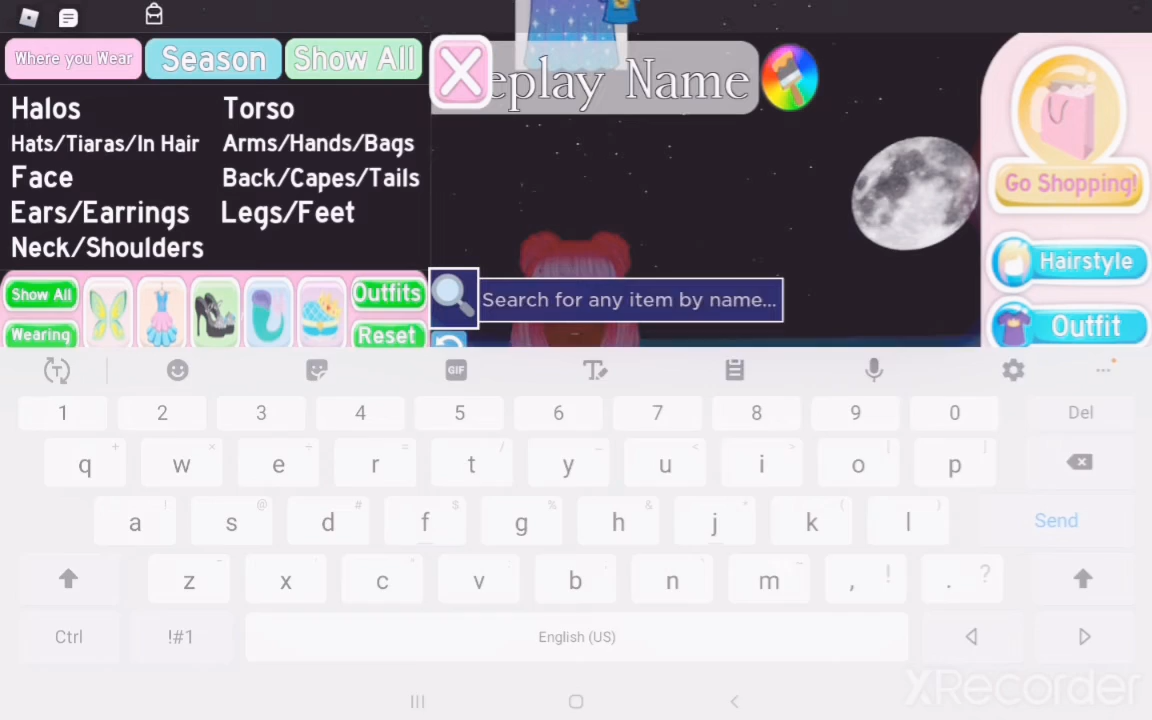 Where you Wear Season Show All
eplay Name
Halos Torso
Hats/Tiaras/In Hair Arms/Hands/Bags
Face Back/Capes/Tails
Ears/Earrings Legs/Feet
Neck/Shoulders
Go Shopping!
Hairstyle
Show All Outfits
Search for any item by name...
Outfit
Wearing Reset
GIF
1 2 3 4 5 6 7 8 9 0 Del
q w e r t y u i o p
a s d f g h j k l Send
z x c v b n m , ! . ?
Ctrl !#1 English (US)
XRecorder